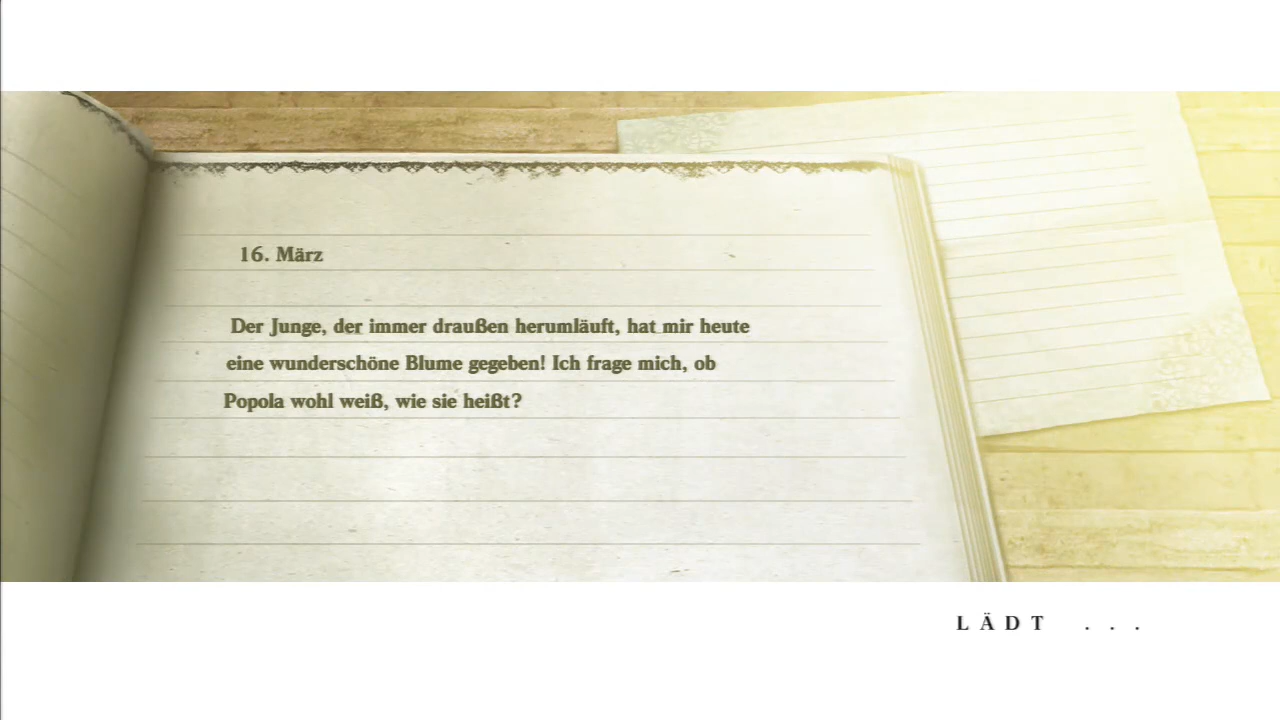 16. März
Der Junge, der immer draußen herumläuft, hat mir heute
eine wunderschöne Blume gegeben! Ich frage mich, ob
Popola wohl weiß, wie sie heißt?
LÄDT ...